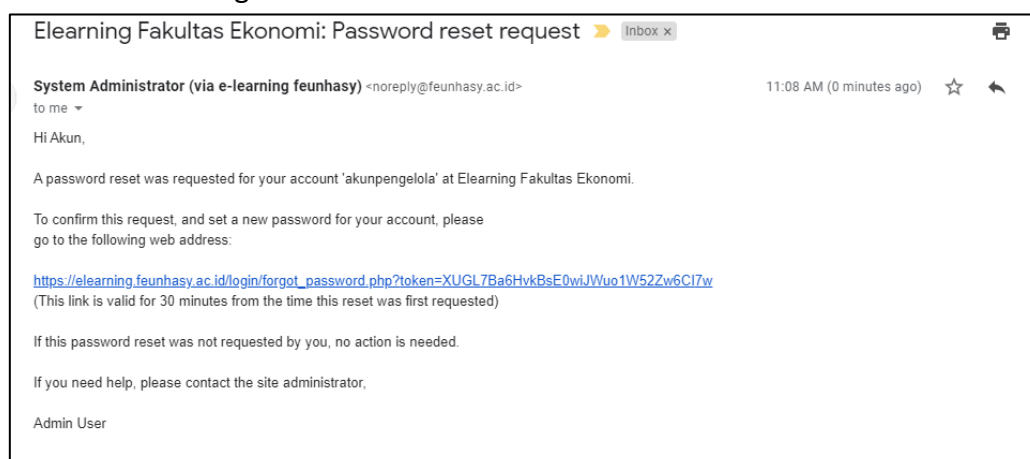 Elearning Fakultas Ekonomi: Password reset request Inbox x
System Administrator (via e-learning feunhasy) <noreply@feunhasy.ac.id> 11:08 AM (0 minutes ago)
to me
Hi Akun,
A password reset was requested for your account 'akunpengelola' at Elearning Fakultas Ekonomi.
To confirm this request, and set a new password for your account, please
go to the following web address:
https://elearning.feunhasy.ac.id/login/forgot_password.php?token=XUGL7Ba6HvkBsE0wiJWuo1W52Zw6CI7w
(This link is valid for 30 minutes from the time this reset was first requested)
If this password reset was not requested by you, no action is needed.
If you need help, please contact the site administrator,
Admin User